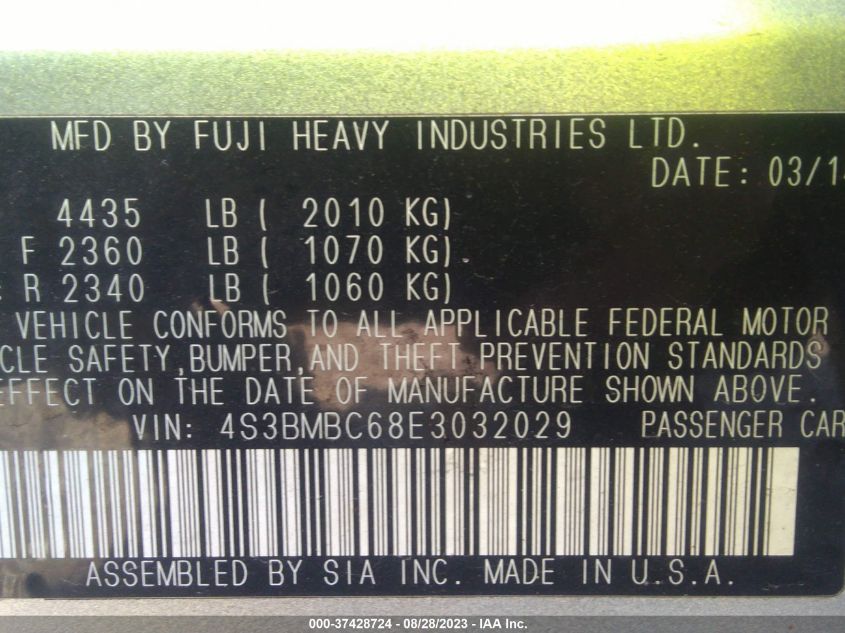 MFD BY FUJI HEAVY INDUSTRIES LTD.
DATE: 03/14
4435 LB ( 2010 KG)
F 2360 LB ( 1070 KG)
R 2340 LB ( 1060 KG)
VEHICLE CONFORMS TO ALL APPLICABLE FEDERAL MOTOR
CLE SAFETY,BUMPER,AND THEFT PREVENTION STANDARDS
EFFECT ON THE DATE OF MANUFACTURE SHOWN ABOVE.
VIN: 4S3BMBC68E3032029 PASSENGER CAR
ASSEMBLED BY SIA INC. MADE IN U.S.A.
000-37428724 - 08/28/2023 - IAA Inc.